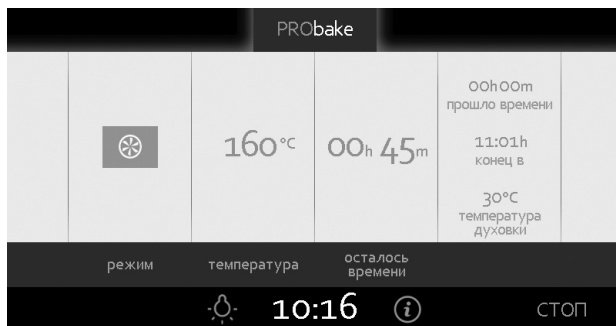 PRObake
160°C
00h 45m
00h00m
прошло времени
11:01h
конец в
30°C
температура
духовки
режим
температура
осталось
времени
10:16
i
СТОП